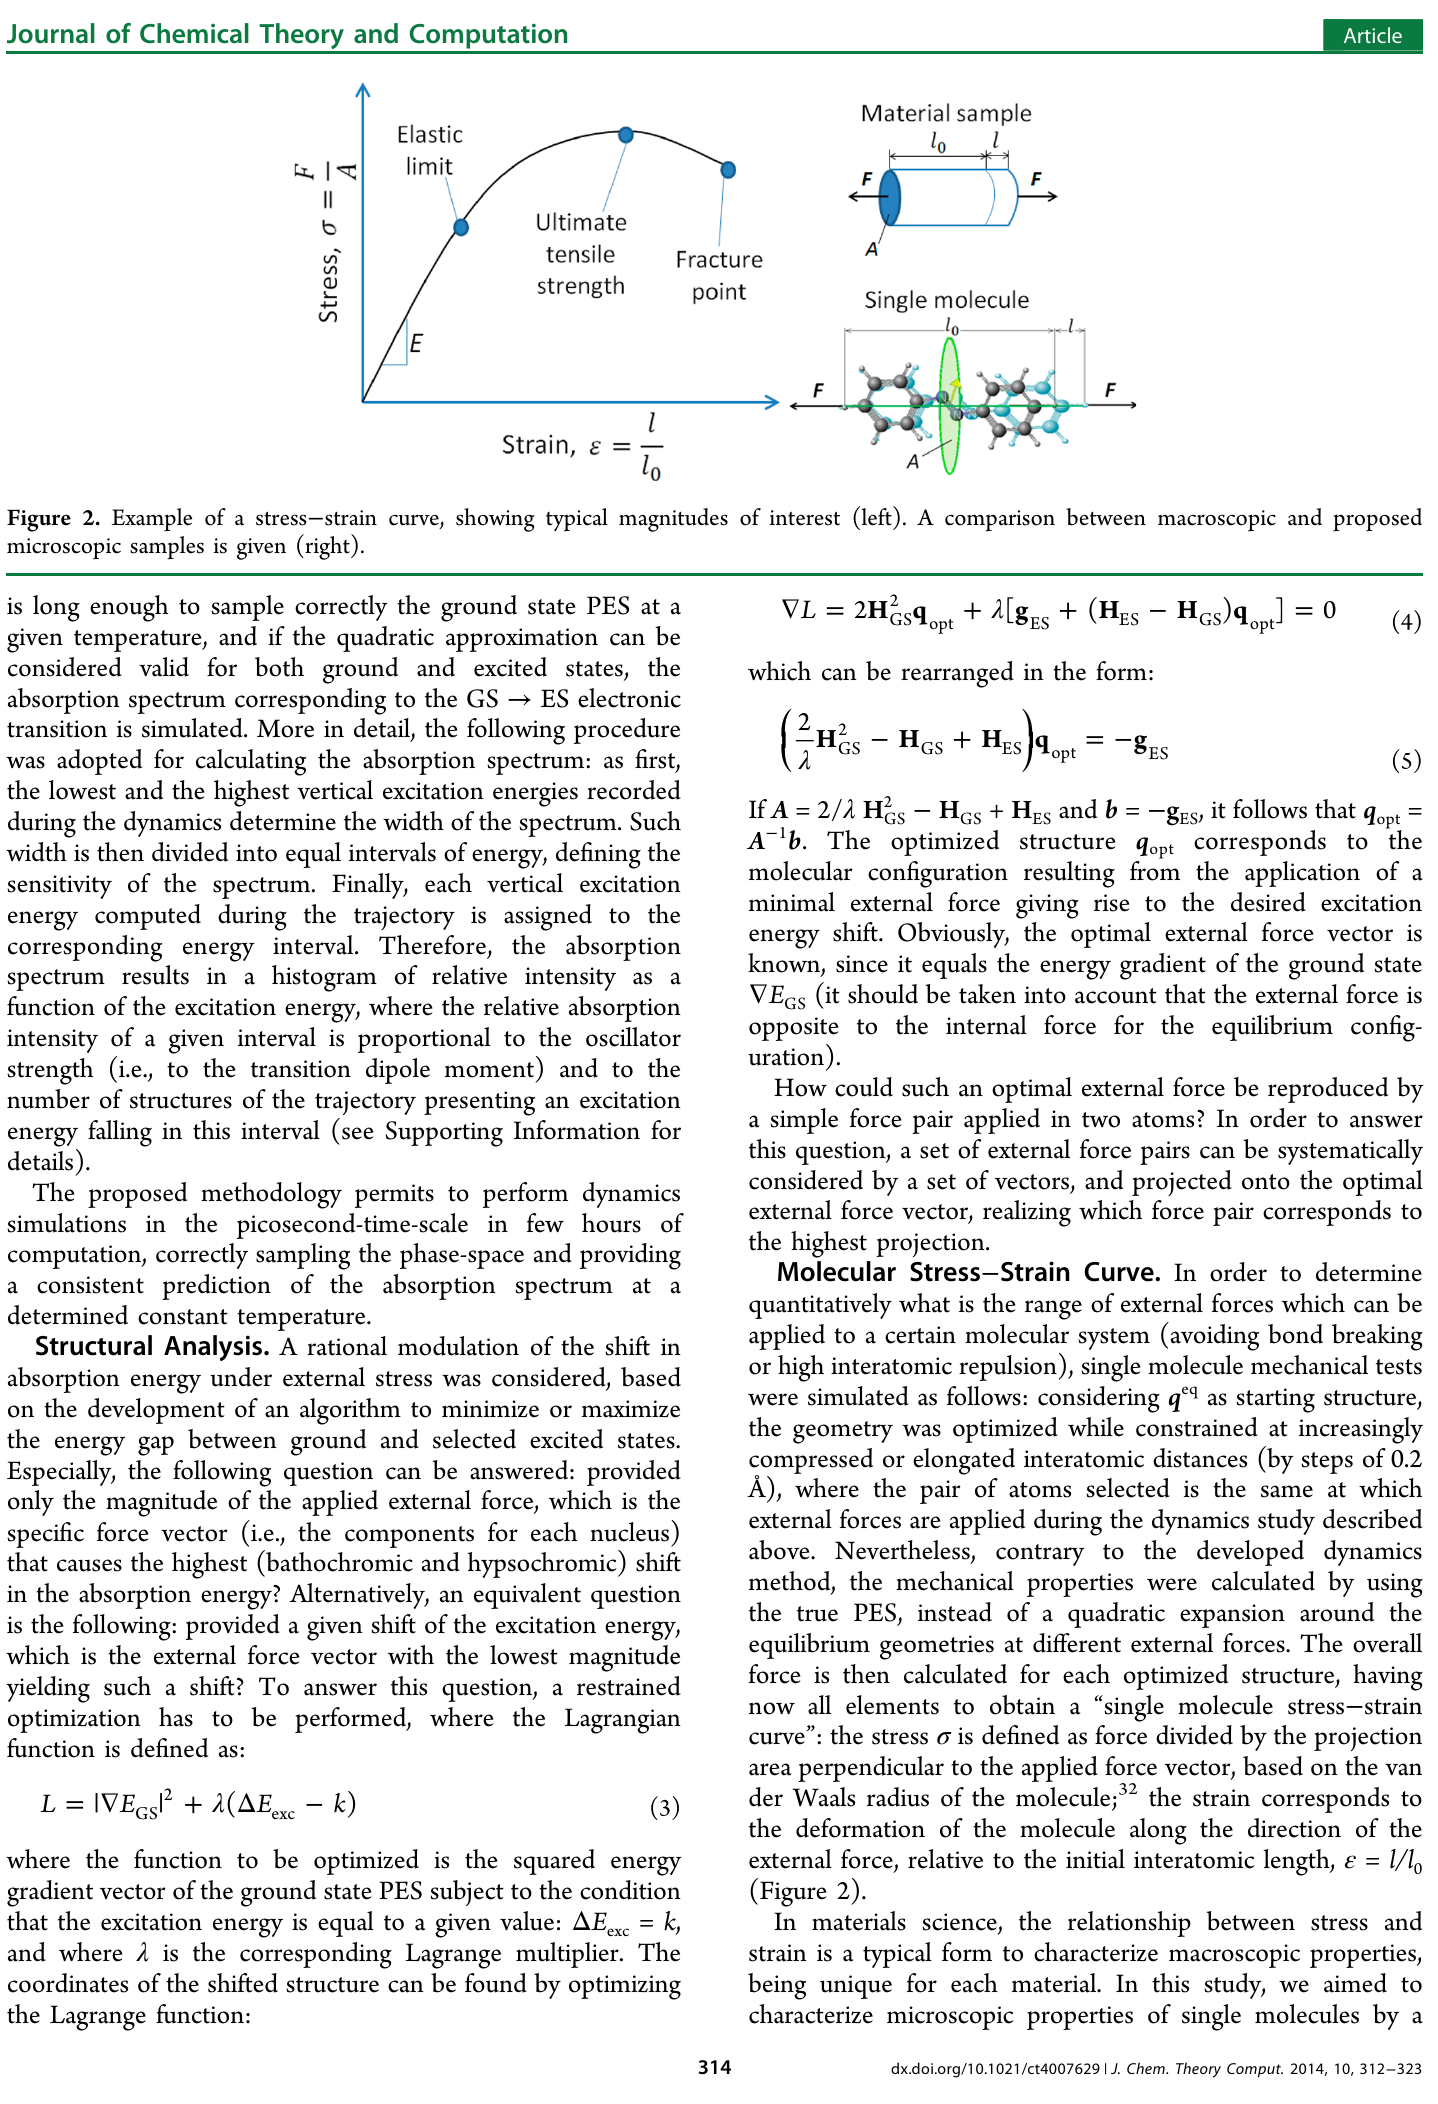 Journal of Chemical Theory and Computation
Article
Stress, σ = F/A
Elastic
limit
Ultimate
tensile
strength
Fracture
point
E
Strain, ε = l/l₀
Material sample
l₀ l
F F
A
Single molecule
l₀ l
F F
A
Figure 2. Example of a stress−strain curve, showing typical magnitudes of interest (left). A comparison between macroscopic and proposed
microscopic samples is given (right).
is long enough to sample correctly the ground state PES at a
given temperature, and if the quadratic approximation can be
considered valid for both ground and excited states, the
absorption spectrum corresponding to the GS → ES electronic
transition is simulated. More in detail, the following procedure
was adopted for calculating the absorption spectrum: as first,
the lowest and the highest vertical excitation energies recorded
during the dynamics determine the width of the spectrum. Such
width is then divided into equal intervals of energy, defining the
sensitivity of the spectrum. Finally, each vertical excitation
energy computed during the trajectory is assigned to the
corresponding energy interval. Therefore, the absorption
spectrum results in a histogram of relative intensity as a
function of the excitation energy, where the relative absorption
intensity of a given interval is proportional to the oscillator
strength (i.e., to the transition dipole moment) and to the
number of structures of the trajectory presenting an excitation
energy falling in this interval (see Supporting Information for
details).
The proposed methodology permits to perform dynamics
simulations in the picosecond-time-scale in few hours of
computation, correctly sampling the phase-space and providing
a consistent prediction of the absorption spectrum at a
determined constant temperature.
Structural Analysis. A rational modulation of the shift in
absorption energy under external stress was considered, based
on the development of an algorithm to minimize or maximize
the energy gap between ground and selected excited states.
Especially, the following question can be answered: provided
only the magnitude of the applied external force, which is the
specific force vector (i.e., the components for each nucleus)
that causes the highest (bathochromic and hypsochromic) shift
in the absorption energy? Alternatively, an equivalent question
is the following: provided a given shift of the excitation energy,
which is the external force vector with the lowest magnitude
yielding such a shift? To answer this question, a restrained
optimization has to be performed, where the Lagrangian
function is defined as:
L = |∇E_GS|² + λ(ΔE_exc − k) (3)
where the function to be optimized is the squared energy
gradient vector of the ground state PES subject to the condition
that the excitation energy is equal to a given value: ΔE_exc = k,
and where λ is the corresponding Lagrange multiplier. The
coordinates of the shifted structure can be found by optimizing
the Lagrange function:
∇L = 2H²_GS q_opt + λ[g_ES + (H_ES − H_GS)q_opt] = 0 (4)
which can be rearranged in the form:
(2/λ H²_GS − H_GS + H_ES)q_opt = −g_ES (5)
If A = 2/λ H²_GS − H_GS + H_ES and b = −g_ES, it follows that q_opt =
A⁻¹b. The optimized structure q_opt corresponds to the
molecular configuration resulting from the application of a
minimal external force giving rise to the desired excitation
energy shift. Obviously, the optimal external force vector is
known, since it equals the energy gradient of the ground state
∇E_GS (it should be taken into account that the external force is
opposite to the internal force for the equilibrium config-
uration).
How could such an optimal external force be reproduced by
a simple force pair applied in two atoms? In order to answer
this question, a set of external force pairs can be systematically
considered by a set of vectors, and projected onto the optimal
external force vector, realizing which force pair corresponds to
the highest projection.
Molecular Stress−Strain Curve. In order to determine
quantitatively what is the range of external forces which can be
applied to a certain molecular system (avoiding bond breaking
or high interatomic repulsion), single molecule mechanical tests
were simulated as follows: considering q^eq as starting structure,
the geometry was optimized while constrained at increasingly
compressed or elongated interatomic distances (by steps of 0.2
Å), where the pair of atoms selected is the same at which
external forces are applied during the dynamics study described
above. Nevertheless, contrary to the developed dynamics
method, the mechanical properties were calculated by using
the true PES, instead of a quadratic expansion around the
equilibrium geometries at different external forces. The overall
force is then calculated for each optimized structure, having
now all elements to obtain a “single molecule stress−strain
curve”: the stress σ is defined as force divided by the projection
area perpendicular to the applied force vector, based on the van
der Waals radius of the molecule;³² the strain corresponds to
the deformation of the molecule along the direction of the
external force, relative to the initial interatomic length, ε = l/l₀
(Figure 2).
In materials science, the relationship between stress and
strain is a typical form to characterize macroscopic properties,
being unique for each material. In this study, we aimed to
characterize microscopic properties of single molecules by a
314
dx.doi.org/10.1021/ct4007629 | J. Chem. Theory Comput. 2014, 10, 312−323